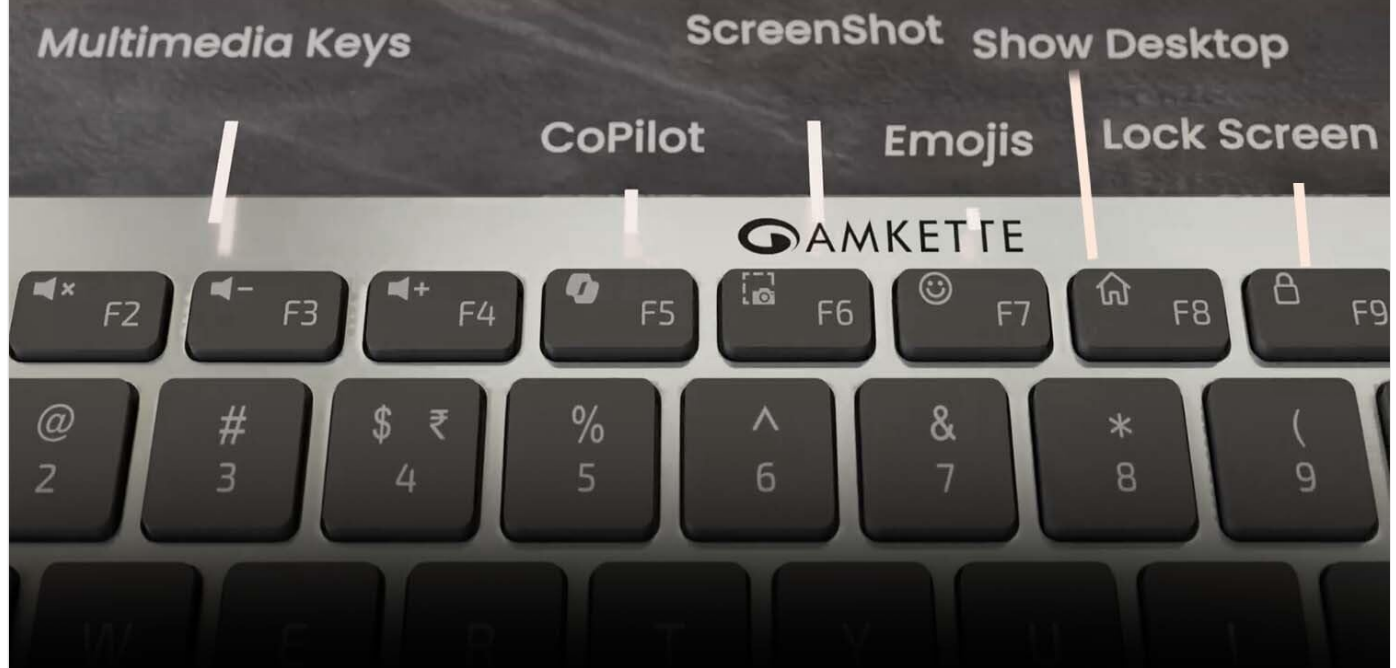 ScreenShot
Multimedia Keys
Show Desktop
CoPilot
Emojis
Lock Screen
AMKETTE
F2 F3 F4 F5 F6 F7 F8 F9
@ # $ ₹ % ^ & * (
2 3 4 5 6 7 8 9
W E R T Y U I